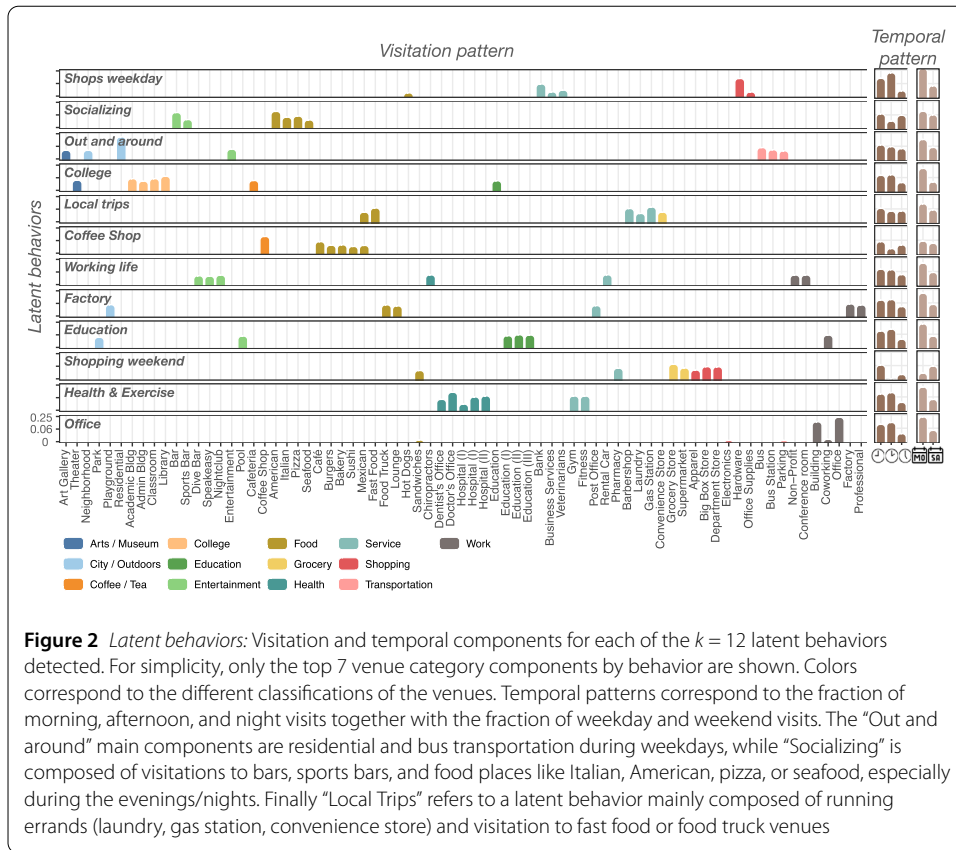 Visitation pattern
Temporal
pattern
Latent behaviors
Shops weekday
Socializing
Out and around
College
Local trips
Coffee Shop
Working life
Factory
Education
Shopping weekend
Health & Exercise
Office
0.25
0.06
0
Art Gallery
Theater
Neighborhood
Park
Playground
Residential
Academic Bldg
Admin Bldg
Classroom
Library
Bar
Sports Bar
Dive Bar
Speakeasy
Nightclub
Entertainment
Pool
Cafeteria
Coffee Shop
American
Italian
Pizza
Seafood
Café
Burgers
Bakery
Sushi
Mexican
Fast Food
Food Truck
Lounge
Hot Dogs
Sandwiches
Chiropractors
Dentist's Office
Doctor's Office
Hospital (I)
Hospital (I)
Hospital (II)
Education
Education (I)
Education (II)
Education (III)
Bank
Business Services
Veterinarians
Gym
Fitness
Post Office
Rental Car
Pharmacy
Barbershop
Laundry
Gas Station
Convenience Store
Grocery Store
Supermarket
Apparel
Big Box Store
Department Store
Electronics
Hardware
Office Supplies
Bus
Bus Station
Parking
Non−Profit
Conference room
Building
Coworking
Office
Factory
Professional
MO SA
Arts / Museum College Food Service Work
City / Outdoors Education Grocery Shopping
Coffee / Tea Entertainment Health Transportation
Figure 2 Latent behaviors: Visitation and temporal components for each of the k = 12 latent behaviors
detected. For simplicity, only the top 7 venue category components by behavior are shown. Colors
correspond to the different classifications of the venues. Temporal patterns correspond to the fraction of
morning, afternoon, and night visits together with the fraction of weekday and weekend visits. The “Out and
around” main components are residential and bus transportation during weekdays, while “Socializing” is
composed of visitations to bars, sports bars, and food places like Italian, American, pizza, or seafood, especially
during the evenings/nights. Finally “Local Trips” refers to a latent behavior mainly composed of running
errands (laundry, gas station, convenience store) and visitation to fast food or food truck venues